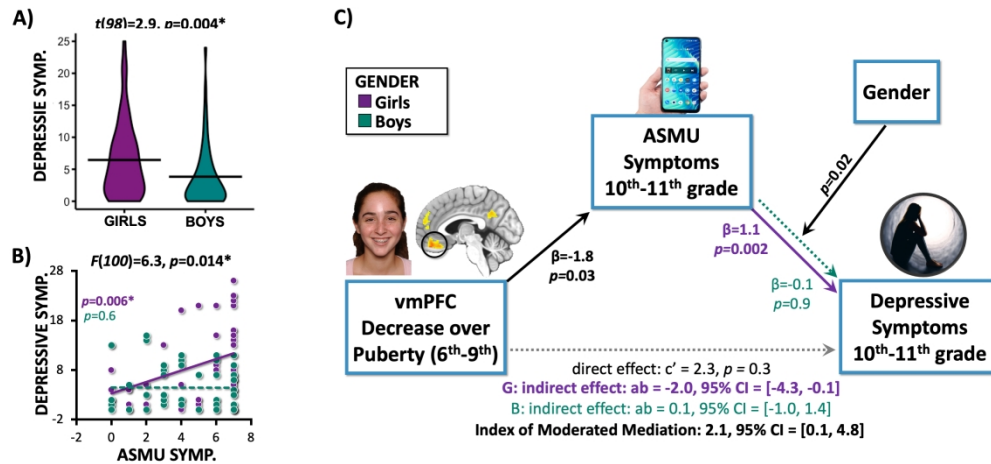 A)
t(98)=2.9, p=0.004*
DEPRESSIE SYMP.
25
20
15
10
5
0
GIRLS
BOYS
B)
F(100)=6.3, p=0.014*
DEPRESSIVE SYMP.
28
18
8
-2
p=0.006*
p=0.6
-2
0
2
4
6
8
ASMU SYMP.
C)
GENDER
Girls
Boys
ASMU
Symptoms
10th-11th grade
Gender
p=0.02
β=-1.8
p=0.03
β=1.1
p=0.002
β=-0.1
p=0.9
vmPFC
Decrease over
Puberty (6th-9th)
Depressive
Symptoms
10th-11th grade
direct effect: c’ = 2.3, p = 0.3
G: indirect effect: ab = -2.0, 95% CI = [-4.3, -0.1]
B: indirect effect: ab = 0.1, 95% CI = [-1.0, 1.4]
Index of Moderated Mediation: 2.1, 95% CI = [0.1, 4.8]